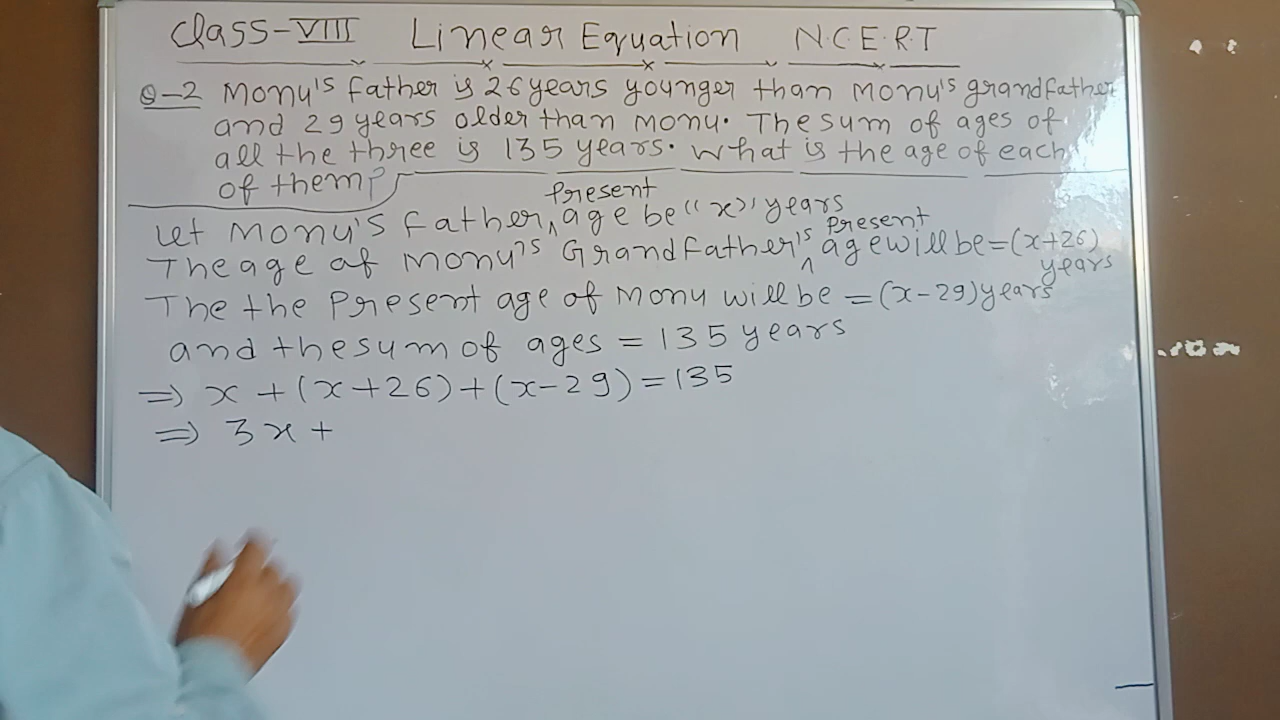 Class-VIII Linear Equation N.C.E.R.T
Q-2 Monu's Father is 26 years younger than Monu's grandfather
and 29 years older than Monu. The sum of ages of
all the three is 135 years. What is the age of each
of them?
Let Monu's Father, present age be "x" years
The age of Monu's Grandfather's Present age will be = (x+26) years
The the Present age of Monu will be = (x-29) years
and the sum of ages = 135 years
⇒ x + (x+26) + (x-29) = 135
⇒ 3x +